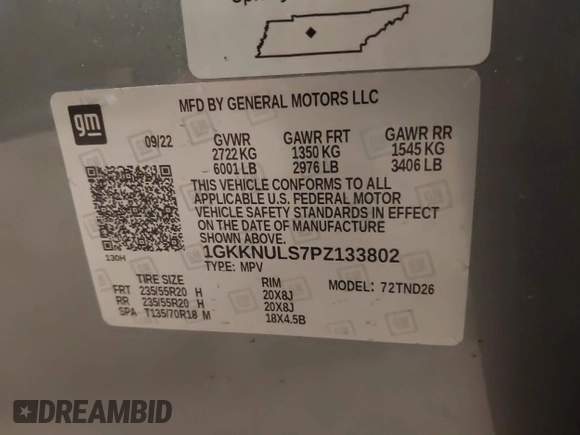 MFD BY GENERAL MOTORS LLC
gm
09/22 GVWR GAWR FRT GAWR RR
2722 KG 1350 KG 1545 KG
6001 LB 2976 LB 3406 LB
THIS VEHICLE CONFORMS TO ALL
APPLICABLE U.S. FEDERAL MOTOR
VEHICLE SAFETY STANDARDS IN EFFECT
ON THE DATE OF MANUFACTURE
SHOWN ABOVE.
130H
1GKKNULS7PZ133802
TYPE: MPV
TIRE SIZE RIM MODEL: 72TND26
FRT 235/55R20 H 20X8J
RR 235/55R20 H 20X8J
SPA T135/70R18 M 18X4.5B
DREAMBID